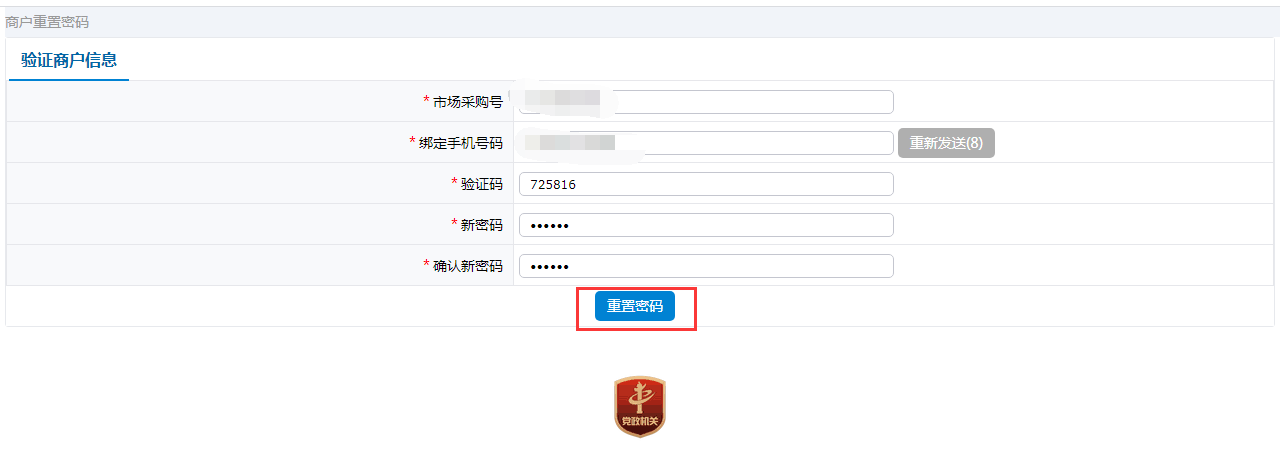 商户重置密码
验证商户信息
* 市场采购号
* 绑定手机号码 重新发送(8)
* 验证码 725816
* 新密码 ••••••
* 确认新密码 ••••••
重置密码
党政机关